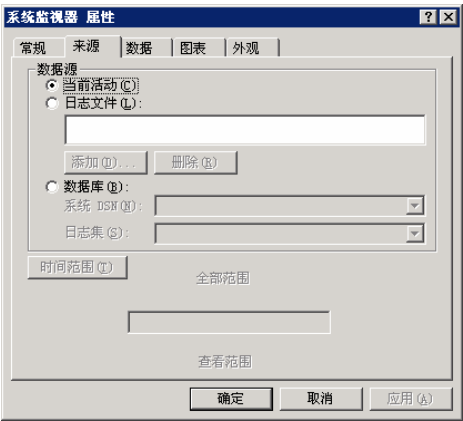 系统监视器 属性
常规 来源 数据 图表 外观
数据源
当前活动(C)
日志文件(L):
添加(D)... 删除(R)
数据库(B):
系统 DSN(N):
日志集(S):
时间范围(T)
全部范围
查看范围
确定 取消 应用(A)